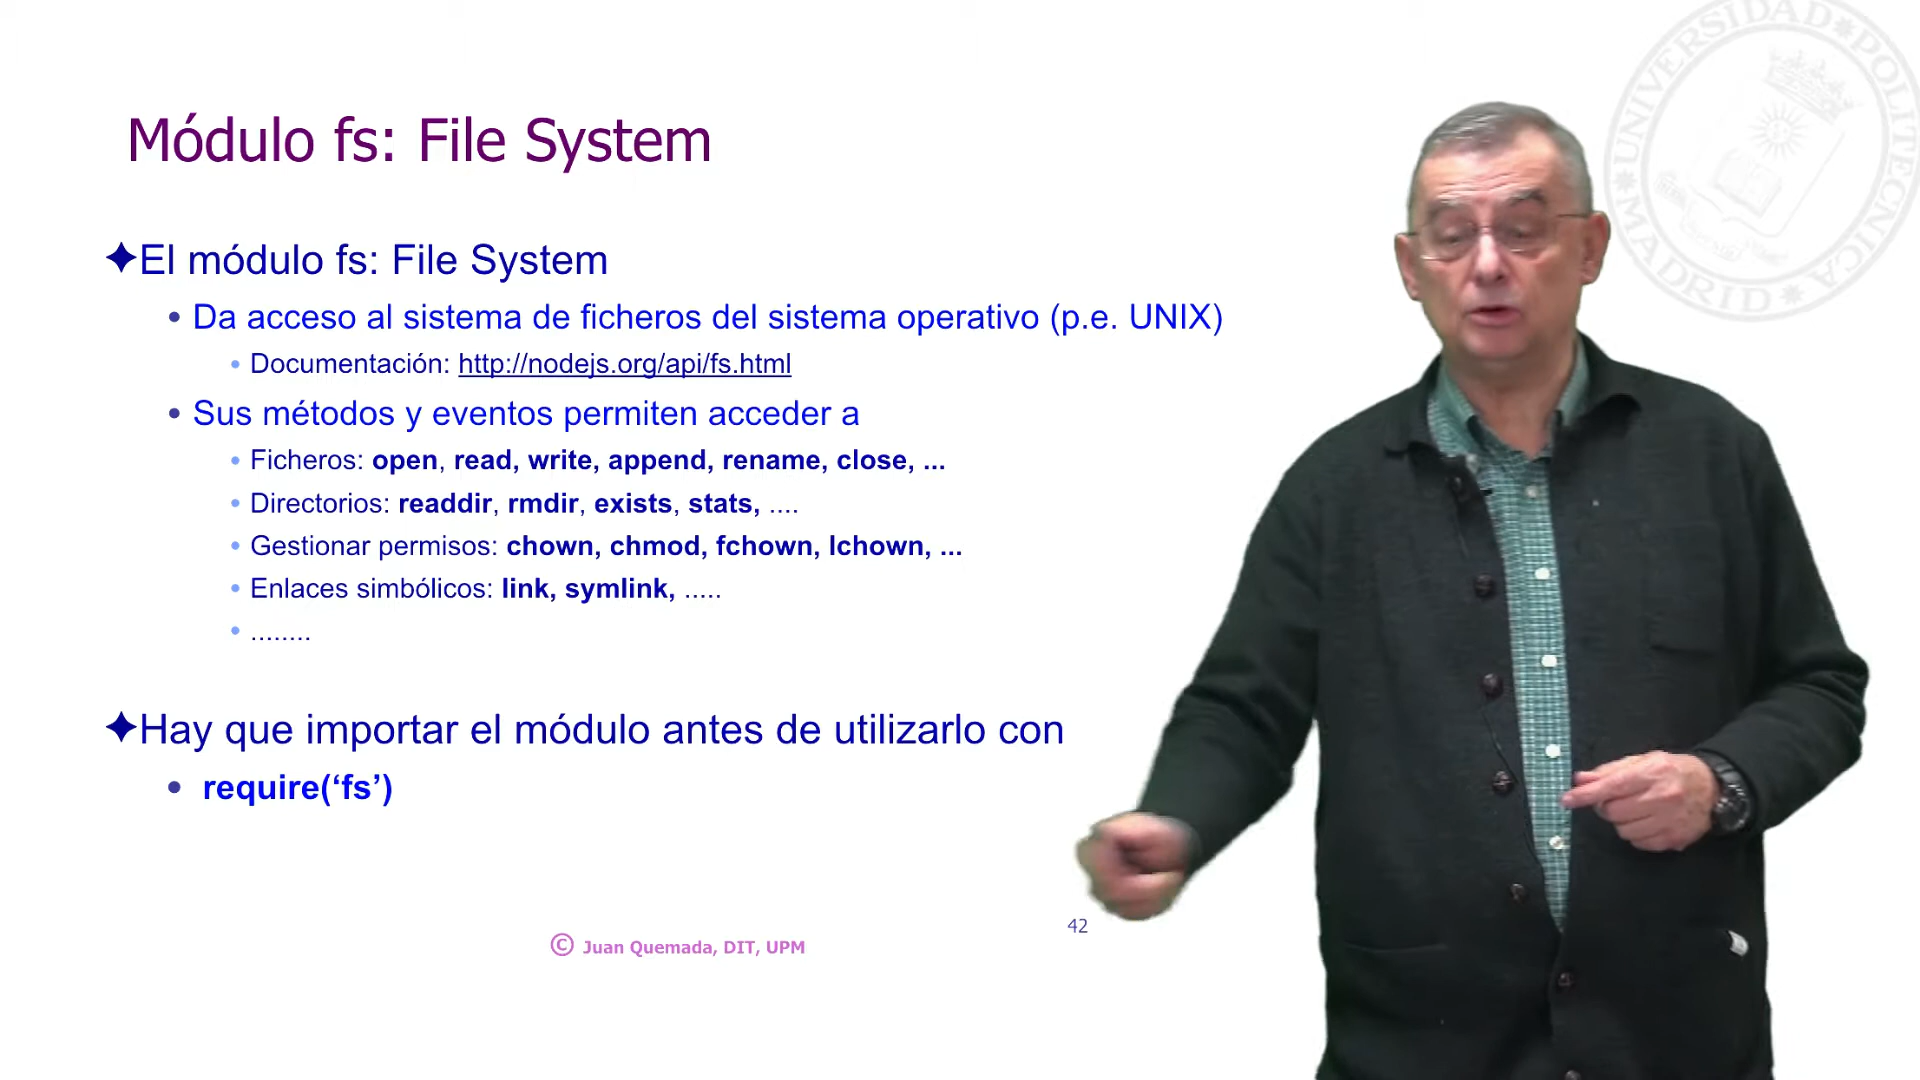 UNIVERSIDAD POLITÉCNICA
MADRID
Módulo fs: File System
✦El módulo fs: File System
• Da acceso al sistema de ficheros del sistema operativo (p.e. UNIX)
• Documentación: http://nodejs.org/api/fs.html
• Sus métodos y eventos permiten acceder a
• Ficheros: open, read, write, append, rename, close, ...
• Directorios: readdir, rmdir, exists, stats, ....
• Gestionar permisos: chown, chmod, fchown, lchown, ...
• Enlaces simbólicos: link, symlink, .....
• ........
✦Hay que importar el módulo antes de utilizarlo con
• require(‘fs’)
42
© Juan Quemada, DIT, UPM